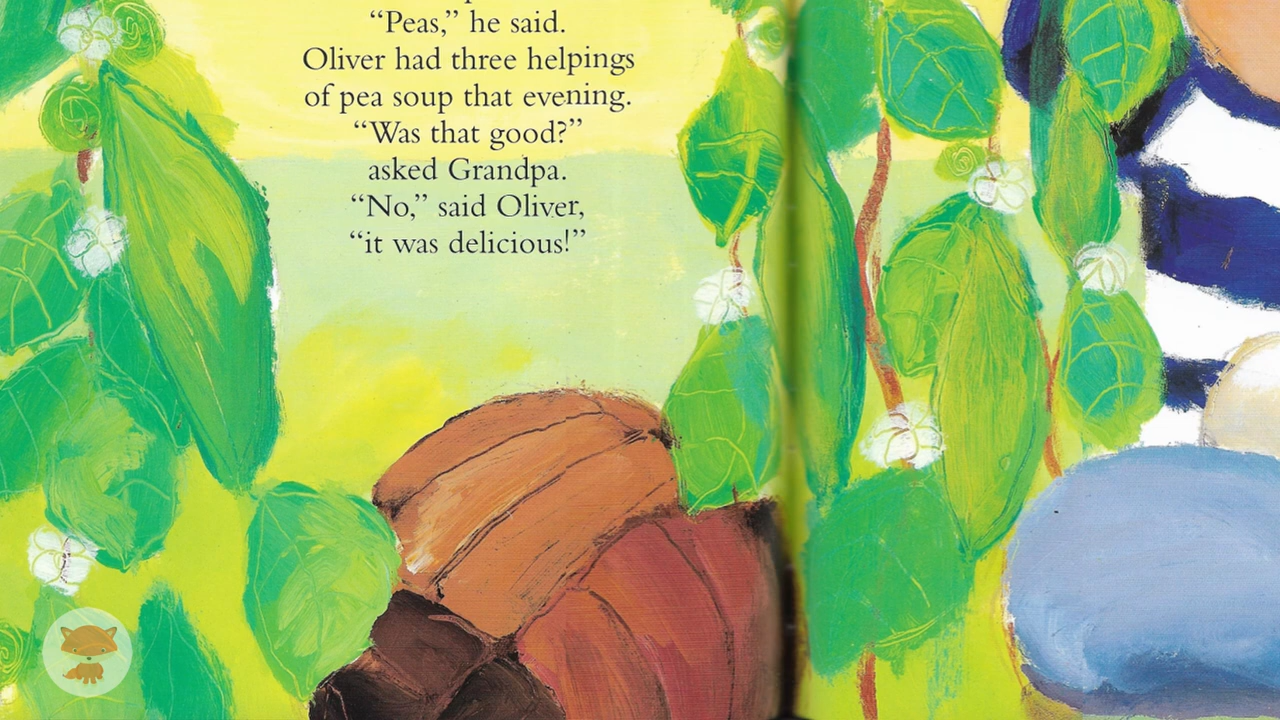 “Peas,” he said.
Oliver had three helpings
of pea soup that evening.
“Was that good?”
asked Grandpa.
“No,” said Oliver,
“it was delicious!”